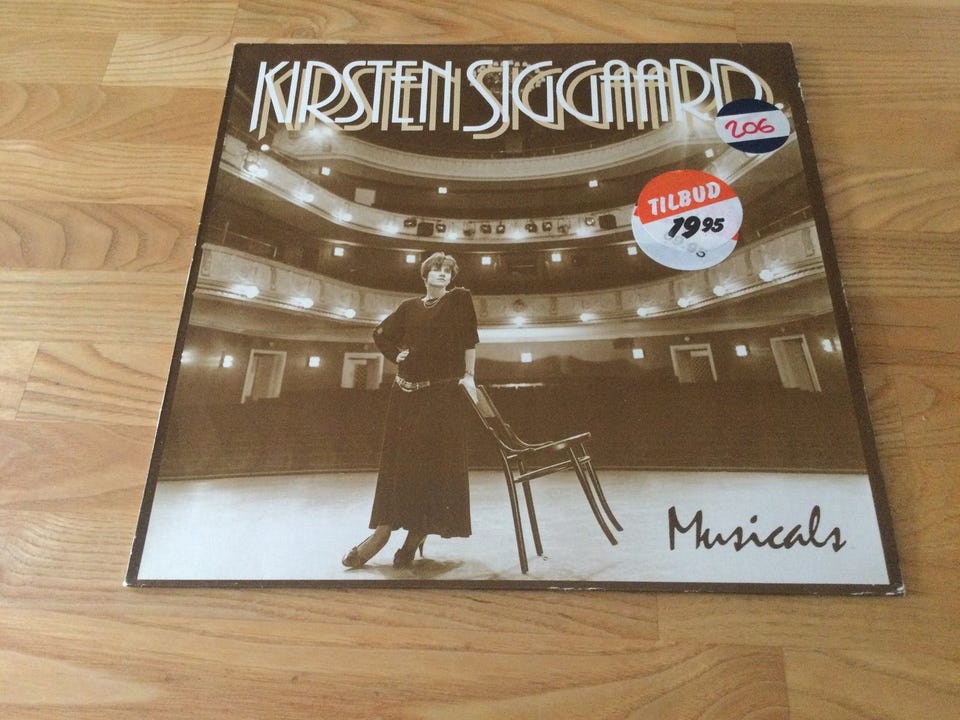 KIRSTEN SIGGAARD
206
TILBUD
19 95
Musicals